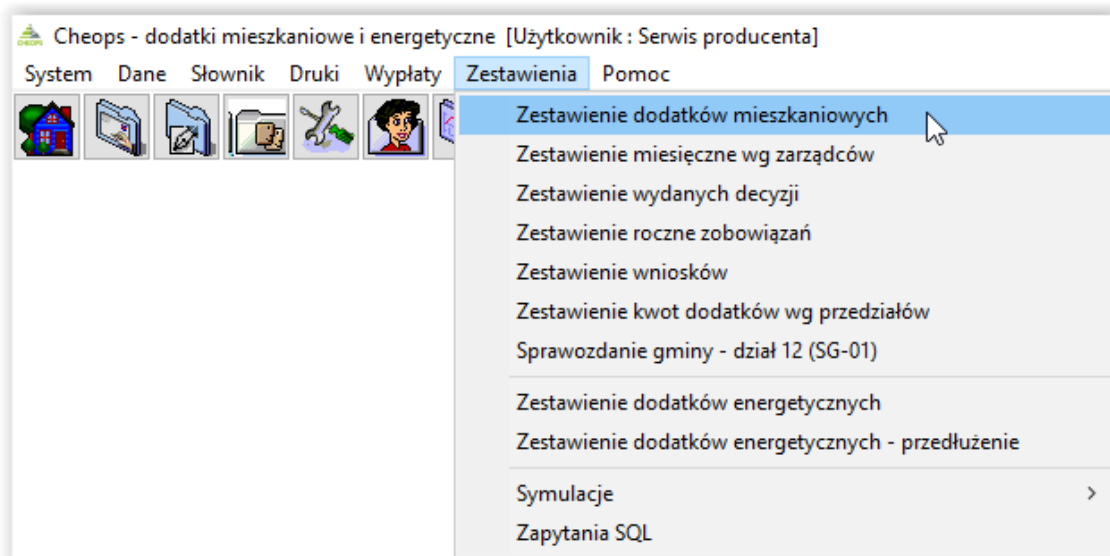 Cheops - dodatki mieszkaniowe i energetyczne [Użytkownik : Serwis producenta]
System Dane Słownik Druki Wypłaty Zestawienia Pomoc
Zestawienie dodatków mieszkaniowych
Zestawienie miesięczne wg zarządców
Zestawienie wydanych decyzji
Zestawienie roczne zobowiązań
Zestawienie wniosków
Zestawienie kwot dodatków wg przedziałów
Sprawozdanie gminy - dział 12 (SG-01)
Zestawienie dodatków energetycznych
Zestawienie dodatków energetycznych - przedłużenie
Symulacje
Zapytania SQL